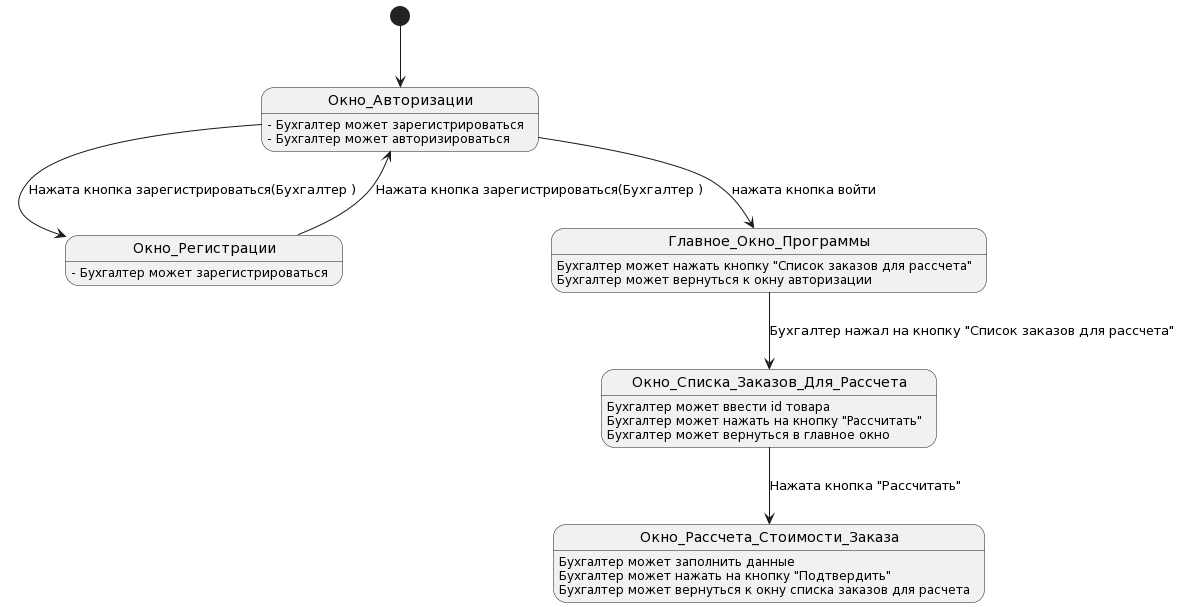 Окно_Авторизации
- Бухгалтер может зарегистрироваться
- Бухгалтер может авторизироваться
Нажата кнопка зарегистрироваться(Бухгалтер )
Нажата кнопка зарегистрироваться(Бухгалтер )
нажата кнопка войти
Окно_Регистрации
- Бухгалтер может зарегистрироваться
Главное_Окно_Программы
Бухгалтер может нажать кнопку "Список заказов для рассчета"
Бухгалтер может вернуться к окну авторизации
Бухгалтер нажал на кнопку "Список заказов для рассчета"
Окно_Списка_Заказов_Для_Рассчета
Бухгалтер может ввести id товара
Бухгалтер может нажать на кнопку "Рассчитать"
Бухгалтер может вернуться в главное окно
Нажата кнопка "Рассчитать"
Окно_Рассчета_Стоимости_Заказа
Бухгалтер может заполнить данные
Бухгалтер может нажать на кнопку "Подтвердить"
Бухгалтер может вернуться к окну списка заказов для расчета